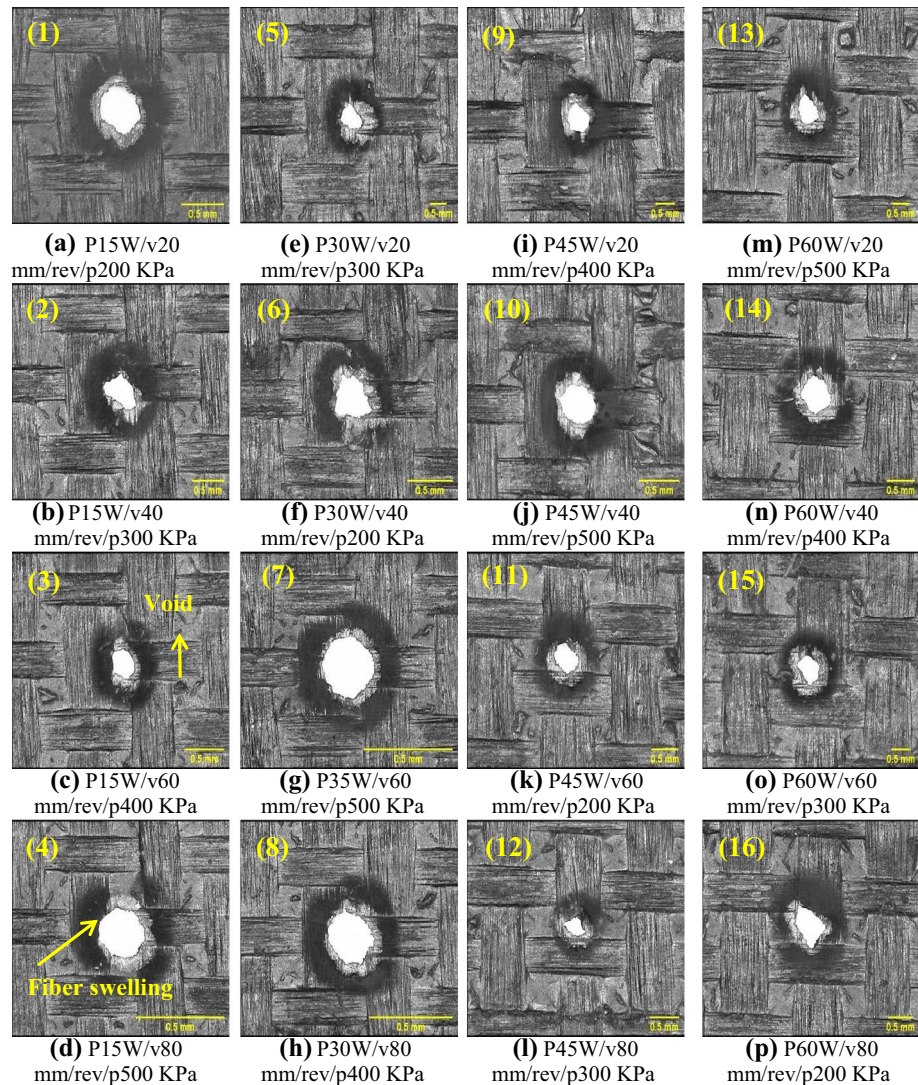 (1) (5) (9) (13)
0.5 mm 0.5 mm 0.5 mm 0.5 mm
(a) P15W/v20 (e) P30W/v20 (i) P45W/v20 (m) P60W/v20
mm/rev/p200 KPa mm/rev/p300 KPa mm/rev/p400 KPa mm/rev/p500 KPa
(2) (6) (10) (14)
0.5 mm 0.5 mm 0.5 mm 0.5 mm
(b) P15W/v40 (f) P30W/v40 (j) P45W/v40 (n) P60W/v40
mm/rev/p300 KPa mm/rev/p200 KPa mm/rev/p500 KPa mm/rev/p400 KPa
(3) (7) (11) (15)
Void
0.5 mm 0.5 mm 0.5 mm 0.5 mm
(c) P15W/v60 (g) P35W/v60 (k) P45W/v60 (o) P60W/v60
mm/rev/p400 KPa mm/rev/p500 KPa mm/rev/p200 KPa mm/rev/p300 KPa
(4) (8) (12) (16)
Fiber swelling
0.5 mm 0.5 mm 0.5 mm 0.5 mm
(d) P15W/v80 (h) P30W/v80 (l) P45W/v80 (p) P60W/v80
mm/rev/p500 KPa mm/rev/p400 KPa mm/rev/p300 KPa mm/rev/p200 KPa